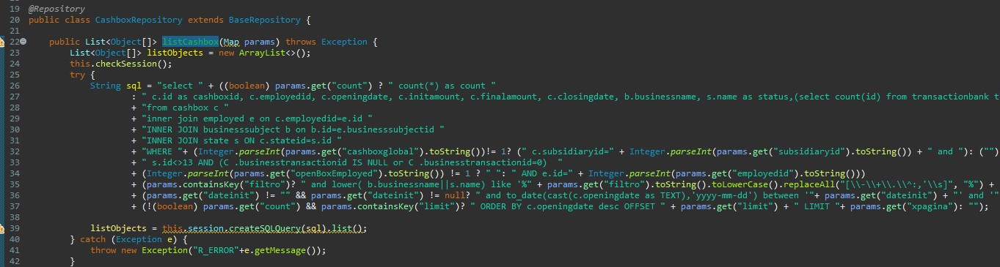 19 @Repository
20 public class CashboxRepository extends BaseRepository {
21
22 public List<Object[]> listCashbox(Map params) throws Exception {
23 List<Object[]> listObjects = new ArrayList<>();
24 this.checkSession();
25 try {
26 String sql = "select " + ((boolean) params.get("count") ? " count(*) as count "
27 : " c.id as cashboxid, c.employedid, c.openingdate, c.initamount, c.finalamount, c.closingdate, b.businessname, s.name as status,(select count(id) from transactionbank t
28 + "from cashbox c "
29 + "inner join employed e on c.employedid=e.id "
30 + "INNER JOIN businesssubject b on b.id=e.businesssubjectid "
31 + "INNER JOIN state s ON c.stateid=s.id "
32 + "WHERE "+ (Integer.parseInt(params.get("cashboxglobal").toString())!= 1? (" c.subsidiaryid=" + Integer.parseInt(params.get("subsidiaryid").toString()) + " and "): ("")
33 + " s.id<>13 AND (C .businesstransactionid IS NULL or C .businesstransactionid=0)  "
34 + (Integer.parseInt(params.get("openBoxEmployed").toString()) != 1 ? " ": " AND e.id=" + Integer.parseInt(params.get("employedid").toString()))
35 + (params.containsKey("filtro")? " and lower( b.businessname||s.name) like '%" + params.get("filtro").toString().toLowerCase().replaceAll("[\\-\\+\\.\\^:,'\\s]", "%") +
36 + (params.get("dateinit") != "" && params.get("dateinit") != null? " and to_date(cast(c.openingdate as TEXT),'yyyy-mm-dd') between '"+ params.get("dateinit") + "' and '"
37 + (!(boolean) params.get("count") && params.containsKey("limit")? " ORDER BY c.openingdate desc OFFSET " + params.get("limit") + " LIMIT "+ params.get("xpagina"): "");
38
39 listObjects = this.session.createSQLQuery(sql).list();
40 } catch (Exception e) {
41 throw new Exception("R_ERROR"+e.getMessage());
42 }